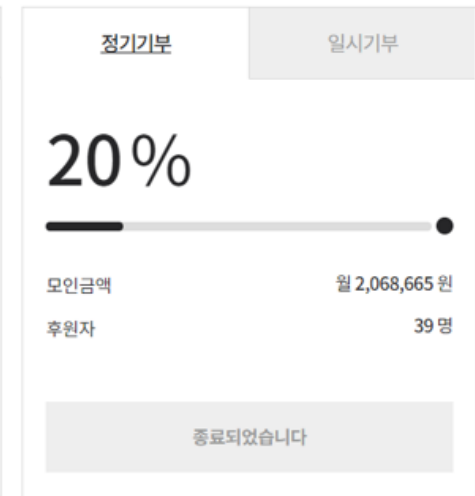 정기기부 일시기부
20%
모인금액 월 2,068,665 원
후원자 39 명
종료되었습니다